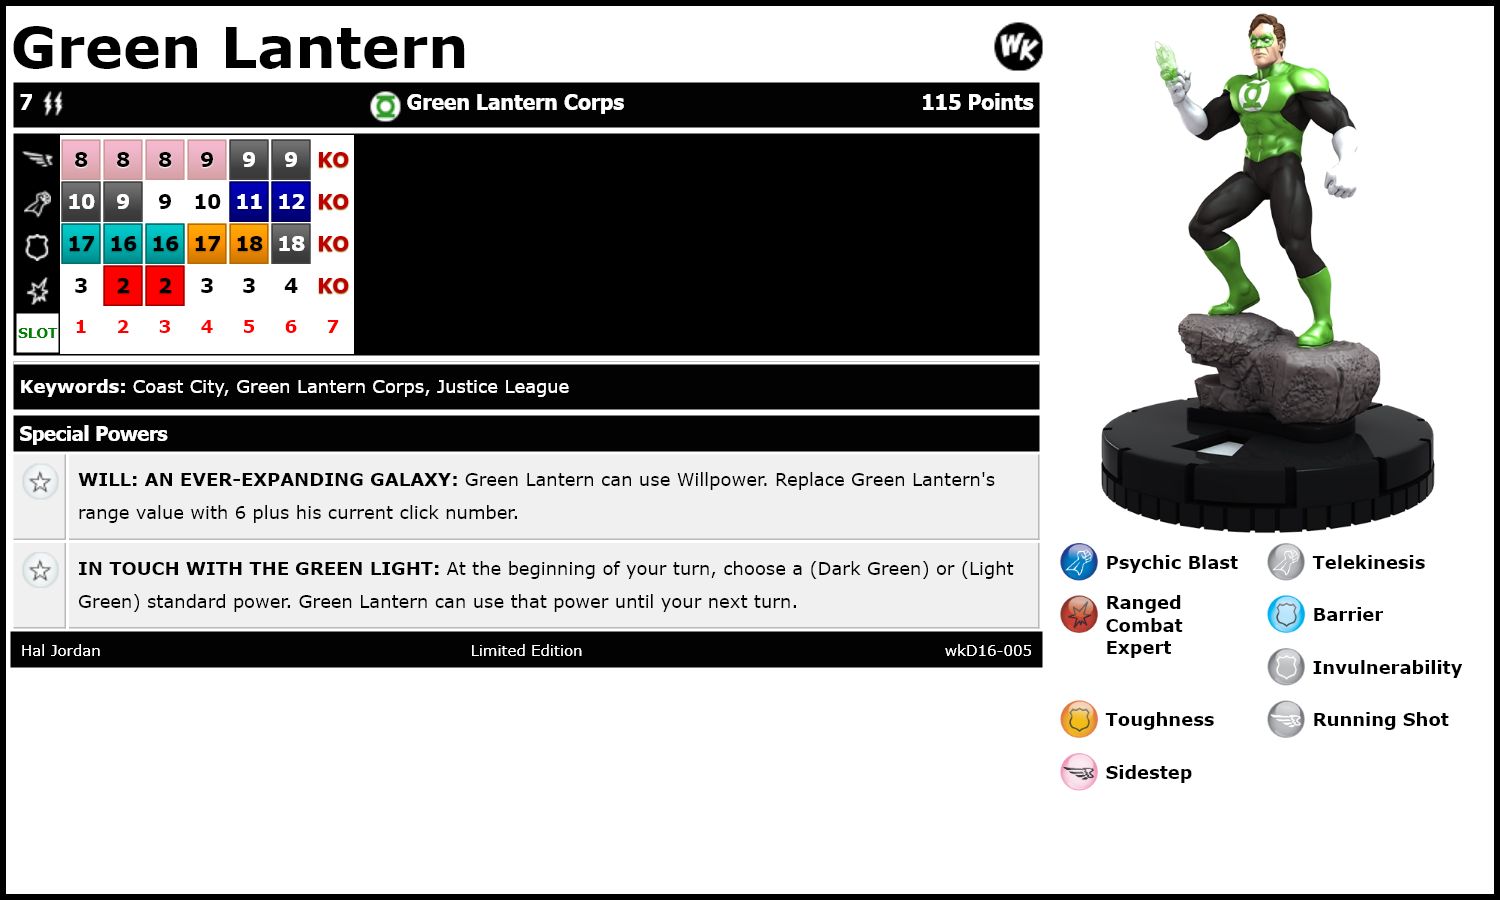 Green Lantern
WK
7
Green Lantern Corps
115 Points
8 8 8 9 9 9 KO
10 9 9 10 11 12 KO
17 16 16 17 18 18 KO
3 2 2 3 3 4 KO
SLOT 1 2 3 4 5 6 7
Keywords: Coast City, Green Lantern Corps, Justice League
Special Powers
WILL: AN EVER-EXPANDING GALAXY: Green Lantern can use Willpower. Replace Green Lantern's
range value with 6 plus his current click number.
IN TOUCH WITH THE GREEN LIGHT: At the beginning of your turn, choose a (Dark Green) or (Light
Green) standard power. Green Lantern can use that power until your next turn.
Hal Jordan
Limited Edition
wkD16-005
Psychic Blast
Telekinesis
Ranged
Combat
Expert
Barrier
Invulnerability
Toughness
Running Shot
Sidestep